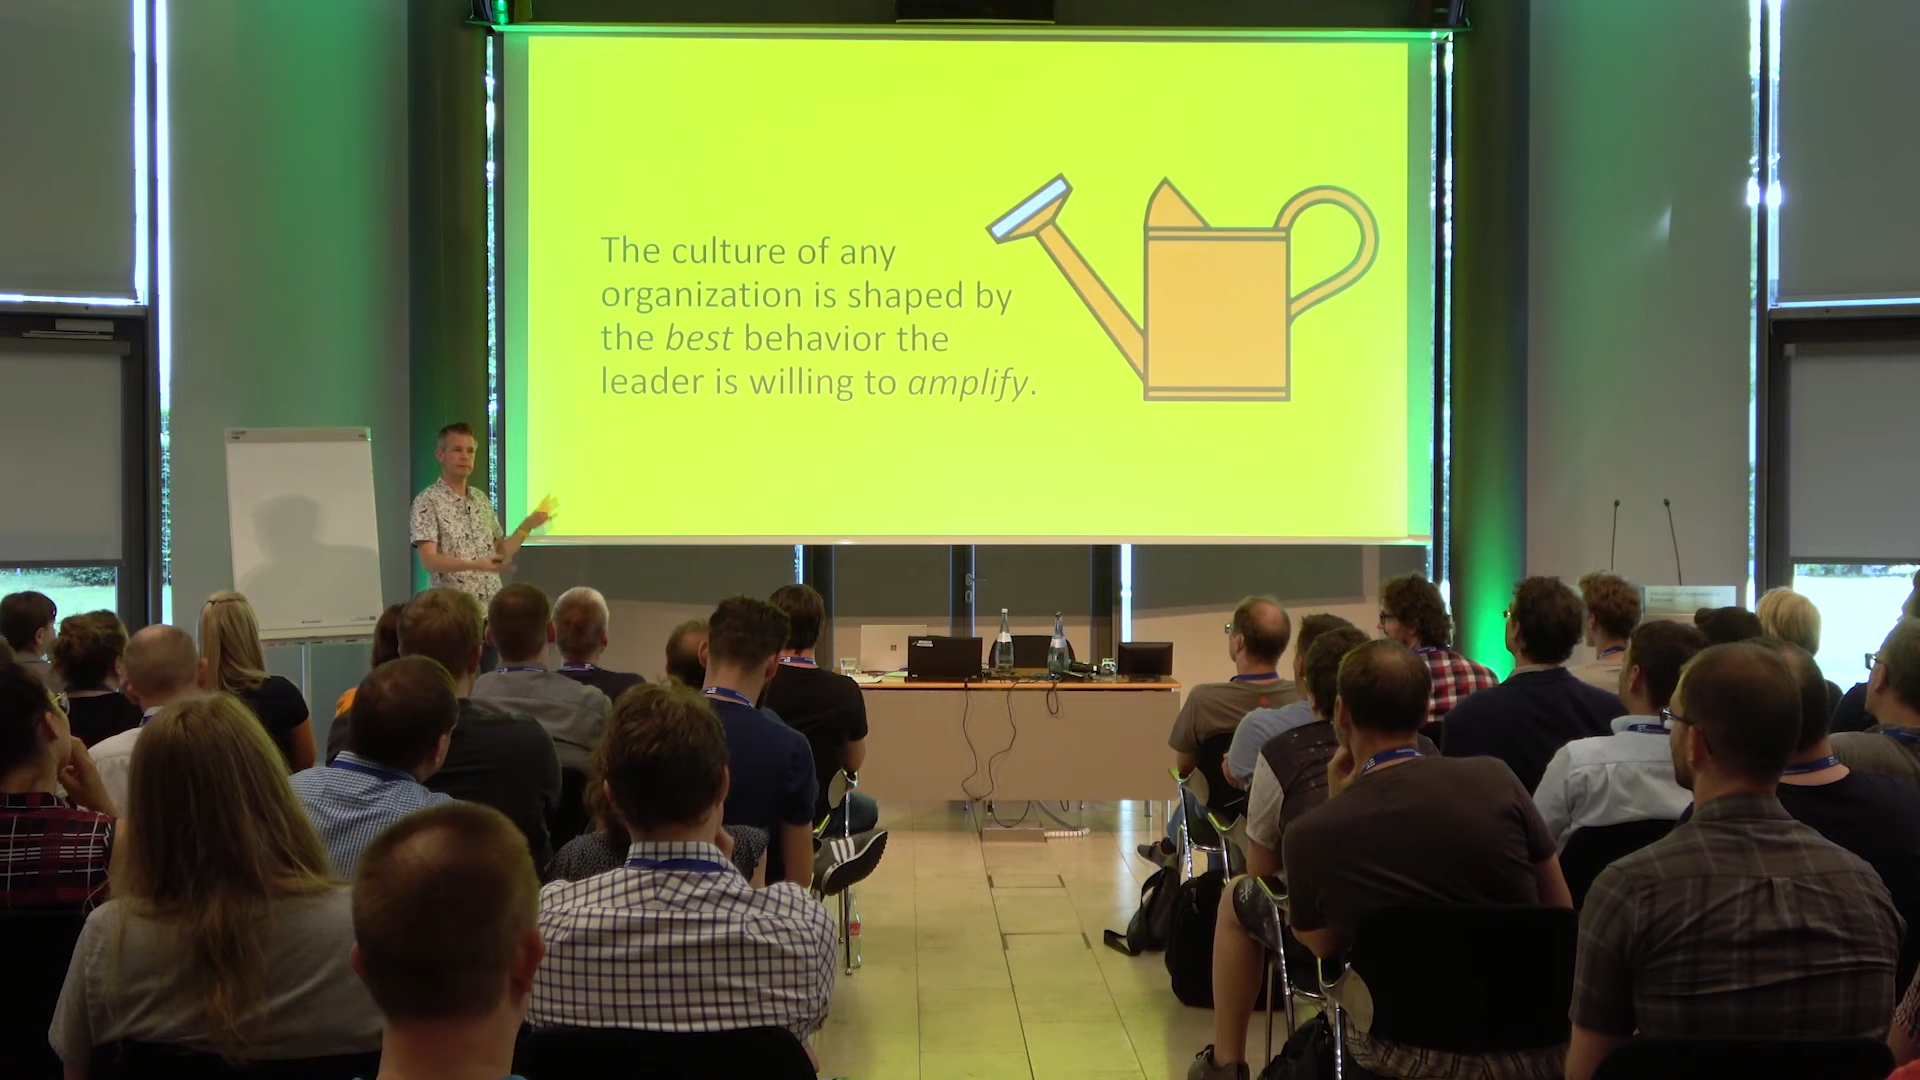 The culture of any
organization is shaped by
the best behavior the
leader is willing to amplify.